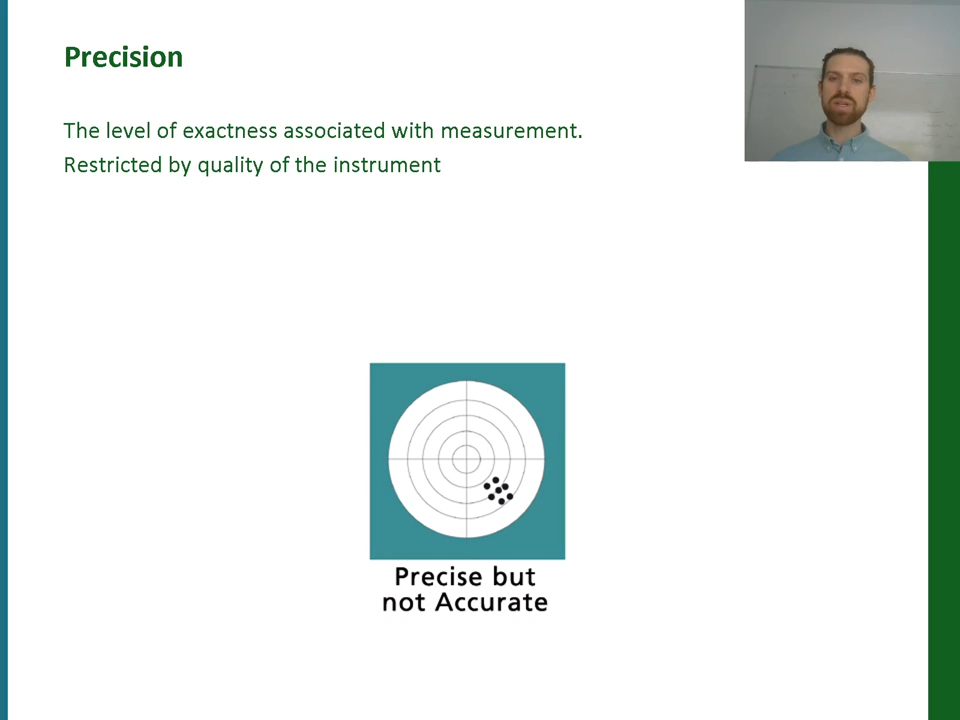 Precision
The level of exactness associated with measurement.
Restricted by quality of the instrument
Precise but
not Accurate